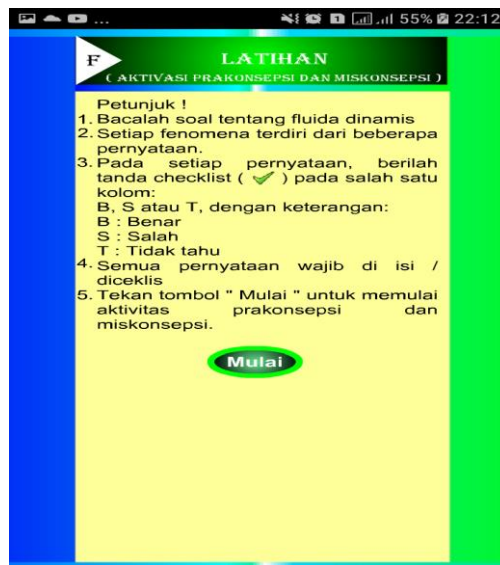 ... 55% 22:12
F
LATIHAN
( AKTIVASI PRAKONSEPSI DAN MISKONSEPSI )
Petunjuk !
1. Bacalah soal tentang fluida dinamis
2. Setiap fenomena terdiri dari beberapa
pernyataan.
3. Pada setiap pernyataan, berilah
tanda checklist ( ✓ ) pada salah satu
kolom:
B, S atau T, dengan keterangan:
B : Benar
S : Salah
T : Tidak tahu
4. Semua pernyataan wajib di isi /
diceklis
5. Tekan tombol " Mulai " untuk memulai
aktivitas prakonsepsi dan
miskonsepsi.
Mulai